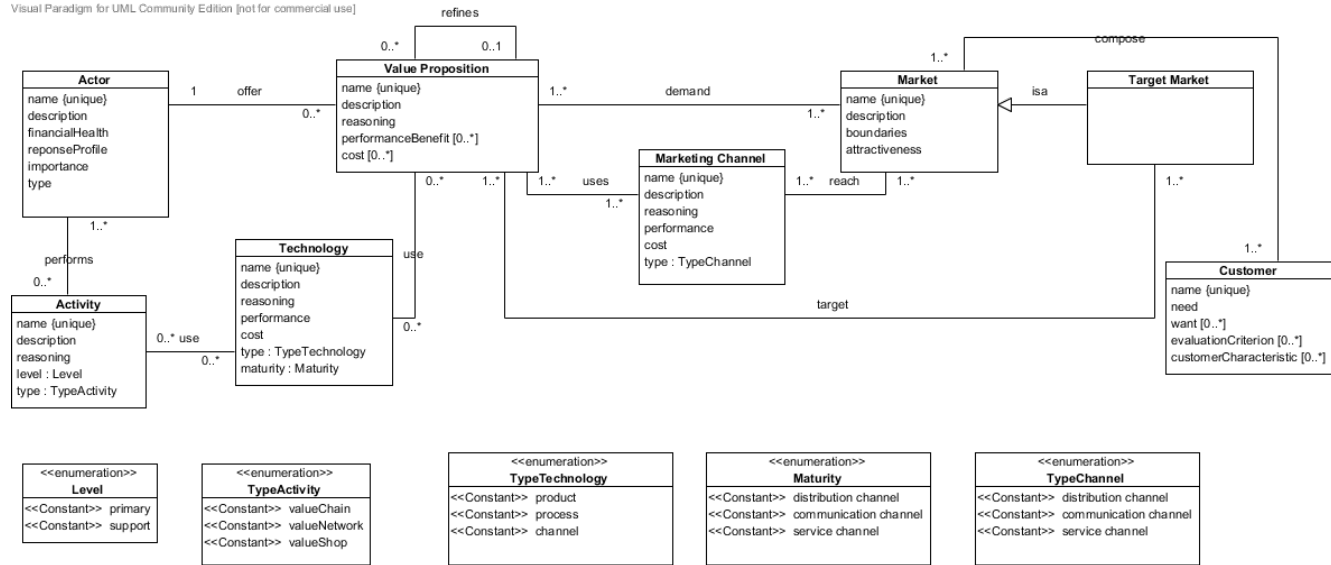 Visual Paradigm for UML Community Edition [not for commercial use]
refines
0..*
0..1
compose
1..*
Actor
name {unique}
description
financialHealth
reponseProfile
importance
type
1
offer
0..*
Value Proposition
name {unique}
description
reasoning
performanceBenefit [0..*]
cost [0..*]
1..*
demand
1..*
Market
name {unique}
description
boundaries
attractiveness
isa
Target Market
Marketing Channel
name {unique}
description
reasoning
performance
cost
type : TypeChannel
0..*
1..*
1..*
uses
1..*
1..*
reach
1..*
1..*
1..*
performs
0..*
Technology
name {unique}
description
reasoning
performance
cost
type : TypeTechnology
maturity : Maturity
use
0..*
target
1..*
Customer
name {unique}
need
want [0..*]
evaluationCriterion [0..*]
customerCharacteristic [0..*]
Activity
name {unique}
description
reasoning
level : Level
type : TypeActivity
0..* use
0..*
<<enumeration>>
Level
<<Constant>> primary
<<Constant>> support
<<enumeration>>
TypeActivity
<<Constant>> valueChain
<<Constant>> valueNetwork
<<Constant>> valueShop
<<enumeration>>
TypeTechnology
<<Constant>> product
<<Constant>> process
<<Constant>> channel
<<enumeration>>
Maturity
<<Constant>> distribution channel
<<Constant>> communication channel
<<Constant>> service channel
<<enumeration>>
TypeChannel
<<Constant>> distribution channel
<<Constant>> communication channel
<<Constant>> service channel